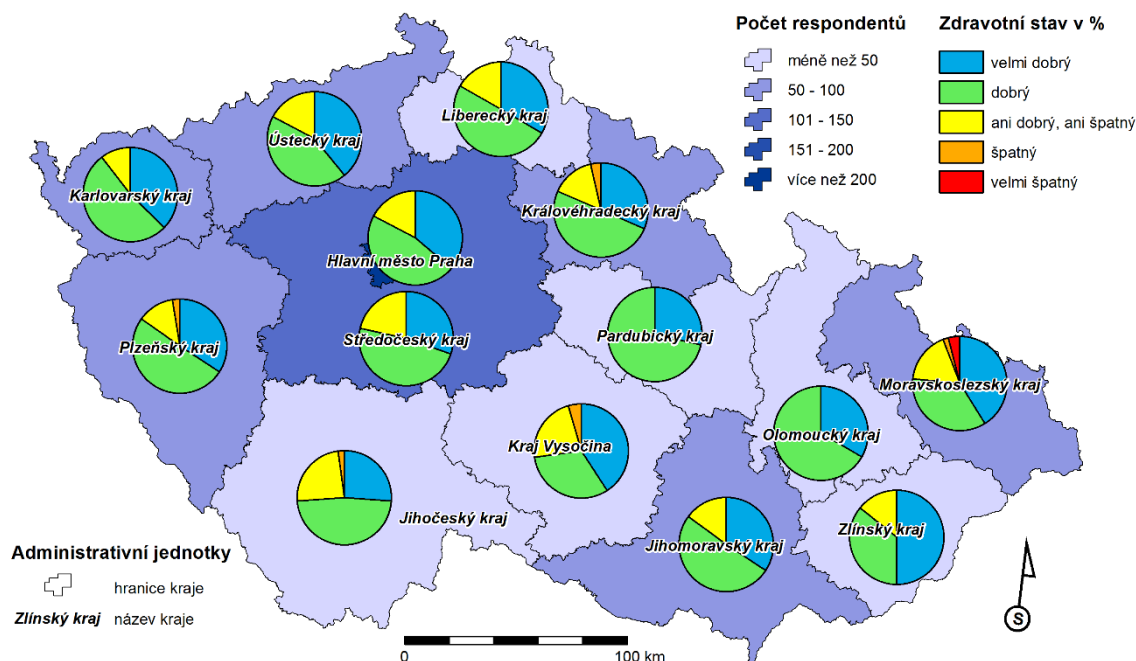 Počet respondentů
méně než 50
50 - 100
101 - 150
151 - 200
více než 200
Zdravotní stav v %
velmi dobrý
dobrý
ani dobrý, ani špatný
špatný
velmi špatný
Liberecký kraj
Ústecký kraj
Karlovarský kraj
Královéhradecký kraj
Hlavní město Praha
Středočeský kraj
Pardubický kraj
Plzeňský kraj
Moravskoslezský kraj
Olomoucký kraj
Kraj Vysočina
Jihočeský kraj
Zlínský kraj
Jihomoravský kraj
Administrativní jednotky
hranice kraje
Zlínský kraj název kraje
S
0 100 km